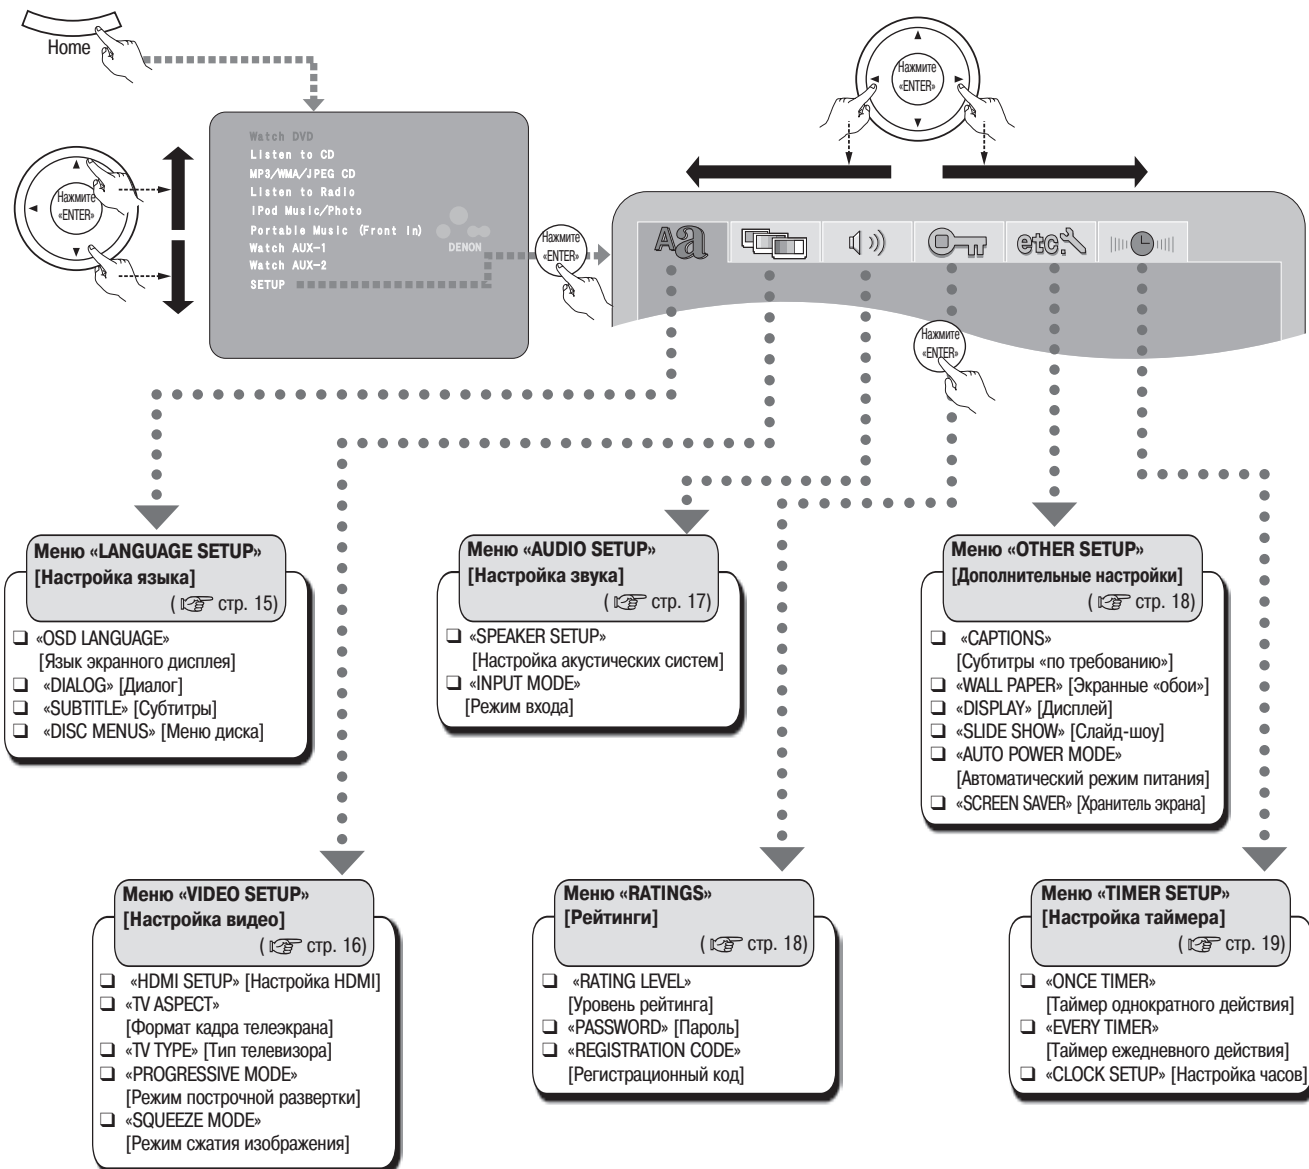 Home
Нажмите
«ENTER»
Watch DVD
Listen to CD
MP3/WMA/JPEG CD
Listen to Radio
iPod Music/Photo
Portable Music (Front In)
Watch AUX-1
Watch AUX-2
SETUP
DENON
Нажмите
«ENTER»
Нажмите
«ENTER»
Aa
etc.
Нажмите
«ENTER»
Меню «LANGUAGE SETUP»
[Настройка языка]
( стр. 15)
«OSD LANGUAGE»
[Язык экранного дисплея]
«DIALOG» [Диалог]
«SUBTITLE» [Субтитры]
«DISC MENUS» [Меню диска]
Меню «AUDIO SETUP»
[Настройка звука]
( стр. 17)
«SPEAKER SETUP»
[Настройка акустических систем]
«INPUT MODE»
[Режим входа]
Меню «OTHER SETUP»
[Дополнительные настройки]
( стр. 18)
«CAPTIONS»
[Субтитры «по требованию»]
«WALL PAPER» [Экранные «обои»]
«DISPLAY» [Дисплей]
«SLIDE SHOW» [Слайд-шоу]
«AUTO POWER MODE»
[Автоматический режим питания]
«SCREEN SAVER» [Хранитель экрана]
Меню «VIDEO SETUP»
[Настройка видео]
( стр. 16)
«HDMI SETUP» [Настройка HDMI]
«TV ASPECT»
[Формат кадра телеэкрана]
«TV TYPE» [Тип телевизора]
«PROGRESSIVE MODE»
[Режим построчной развертки]
«SQUEEZE MODE»
[Режим сжатия изображения]
Меню «RATINGS»
[Рейтинги]
( стр. 18)
«RATING LEVEL»
[Уровень рейтинга]
«PASSWORD» [Пароль]
«REGISTRATION CODE»
[Регистрационный код]
Меню «TIMER SETUP»
[Настройка таймера]
( стр. 19)
«ONCE TIMER»
[Таймер однократного действия]
«EVERY TIMER»
[Таймер ежедневного действия]
«CLOCK SETUP» [Настройка часов]